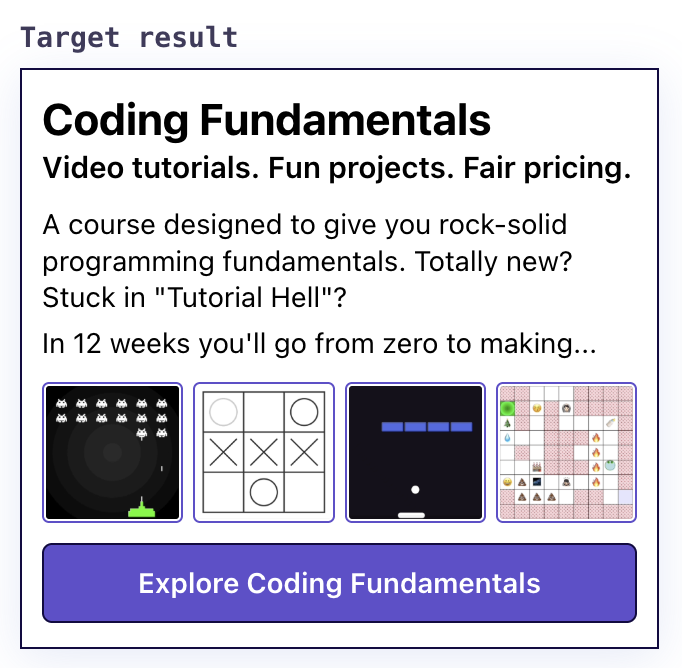 Target result
Coding Fundamentals
Video tutorials. Fun projects. Fair pricing.
A course designed to give you rock-solid
programming fundamentals. Totally new?
Stuck in "Tutorial Hell"?
In 12 weeks you'll go from zero to making...
Explore Coding Fundamentals